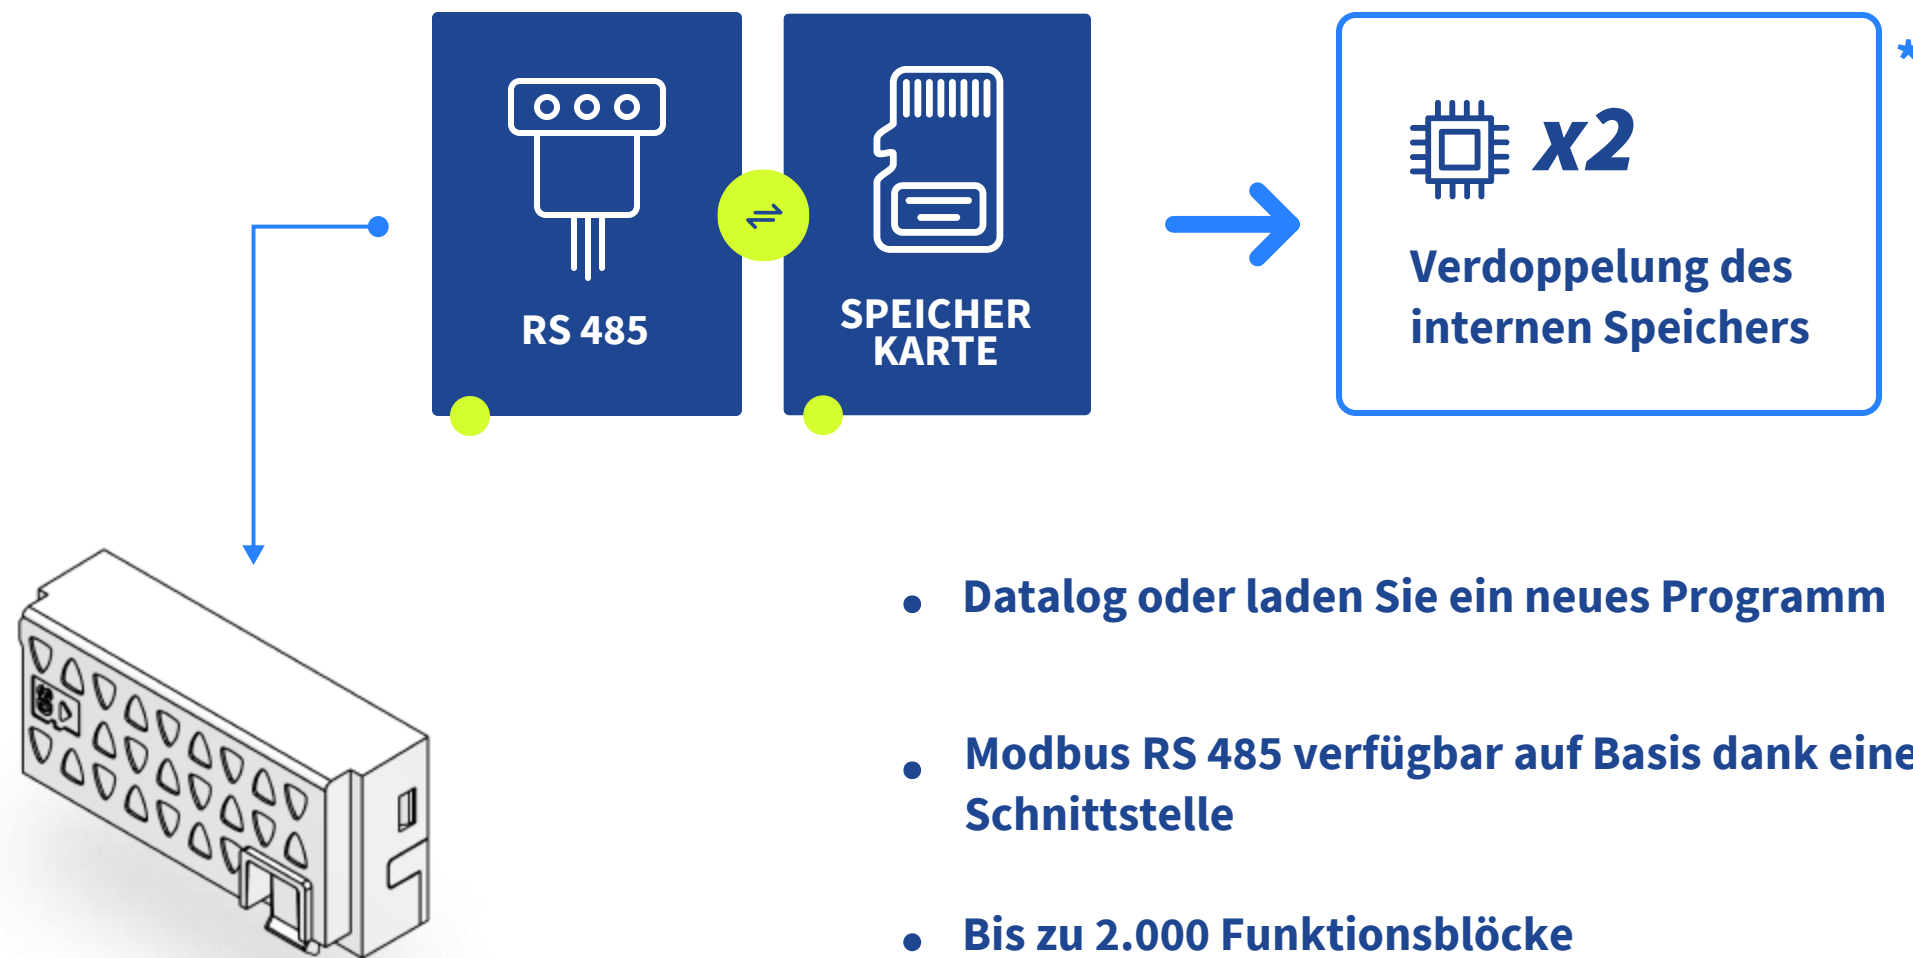 RS 485
SPEICHER
KARTE
x2
*
Verdoppelung des
internen Speichers
• Datalog oder laden Sie ein neues Programm
• Modbus RS 485 verfügbar auf Basis dank eine
Schnittstelle
• Bis zu 2.000 Funktionsblöcke